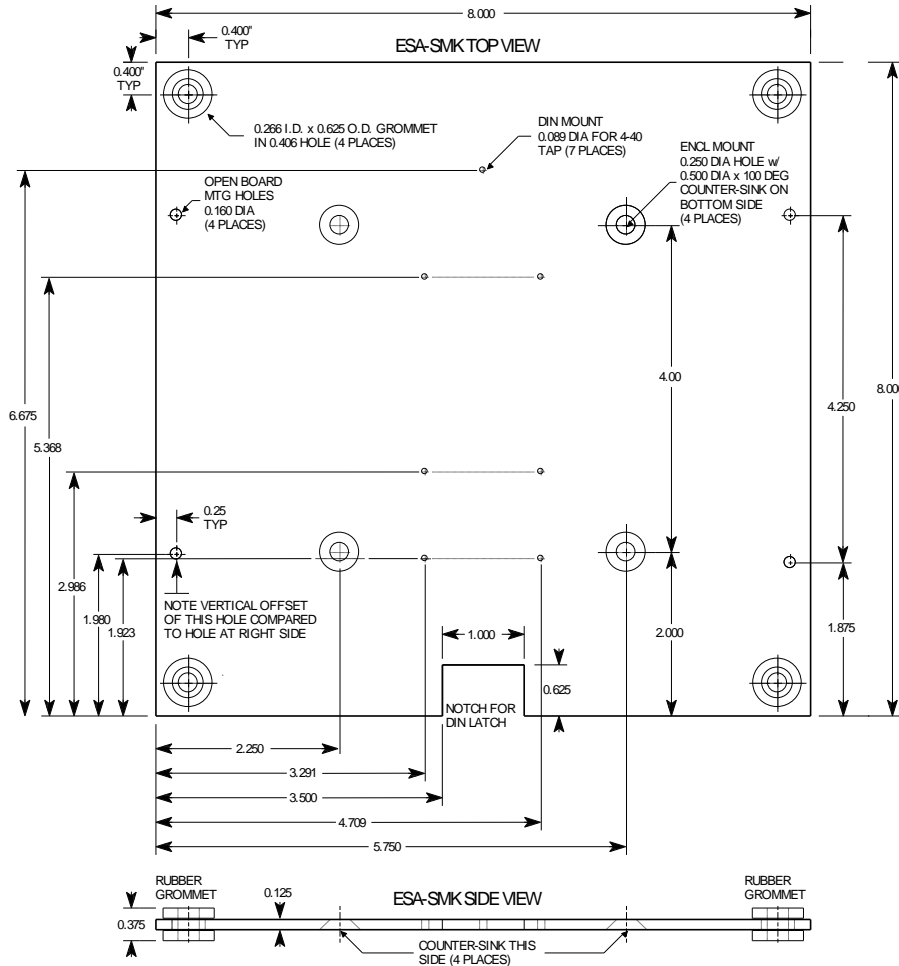 8.000
0.400"
TYP
ESA-SMK TOP VIEW
0.400"
TYP
0.266 I.D. x 0.625 O.D. GROMMET
IN 0.406 HOLE (4 PLACES)
DIN MOUNT
0.089 DIA FOR 4-40
TAP (7 PLACES)
ENCL MOUNT
0.250 DIA HOLE w/
0.500 DIA x 100 DEG
COUNTER-SINK ON
BOTTOM SIDE
(4 PLACES)
OPEN BOARD
MTG HOLES
0.160 DIA
(4 PLACES)
4.00
8.000
4.250
6.675
5.368
0.25
TYP
2.986
1.980
1.923
NOTE VERTICAL OFFSET
OF THIS HOLE COMPARED
TO HOLE AT RIGHT SIDE
1.000
2.000
1.875
0.625
NOTCH FOR
DIN LATCH
2.250
3.291
3.500
4.709
5.750
RUBBER
GROMMET
0.125
ESA-SMK SIDE VIEW
RUBBER
GROMMET
0.375
COUNTER-SINK THIS
SIDE (4 PLACES)